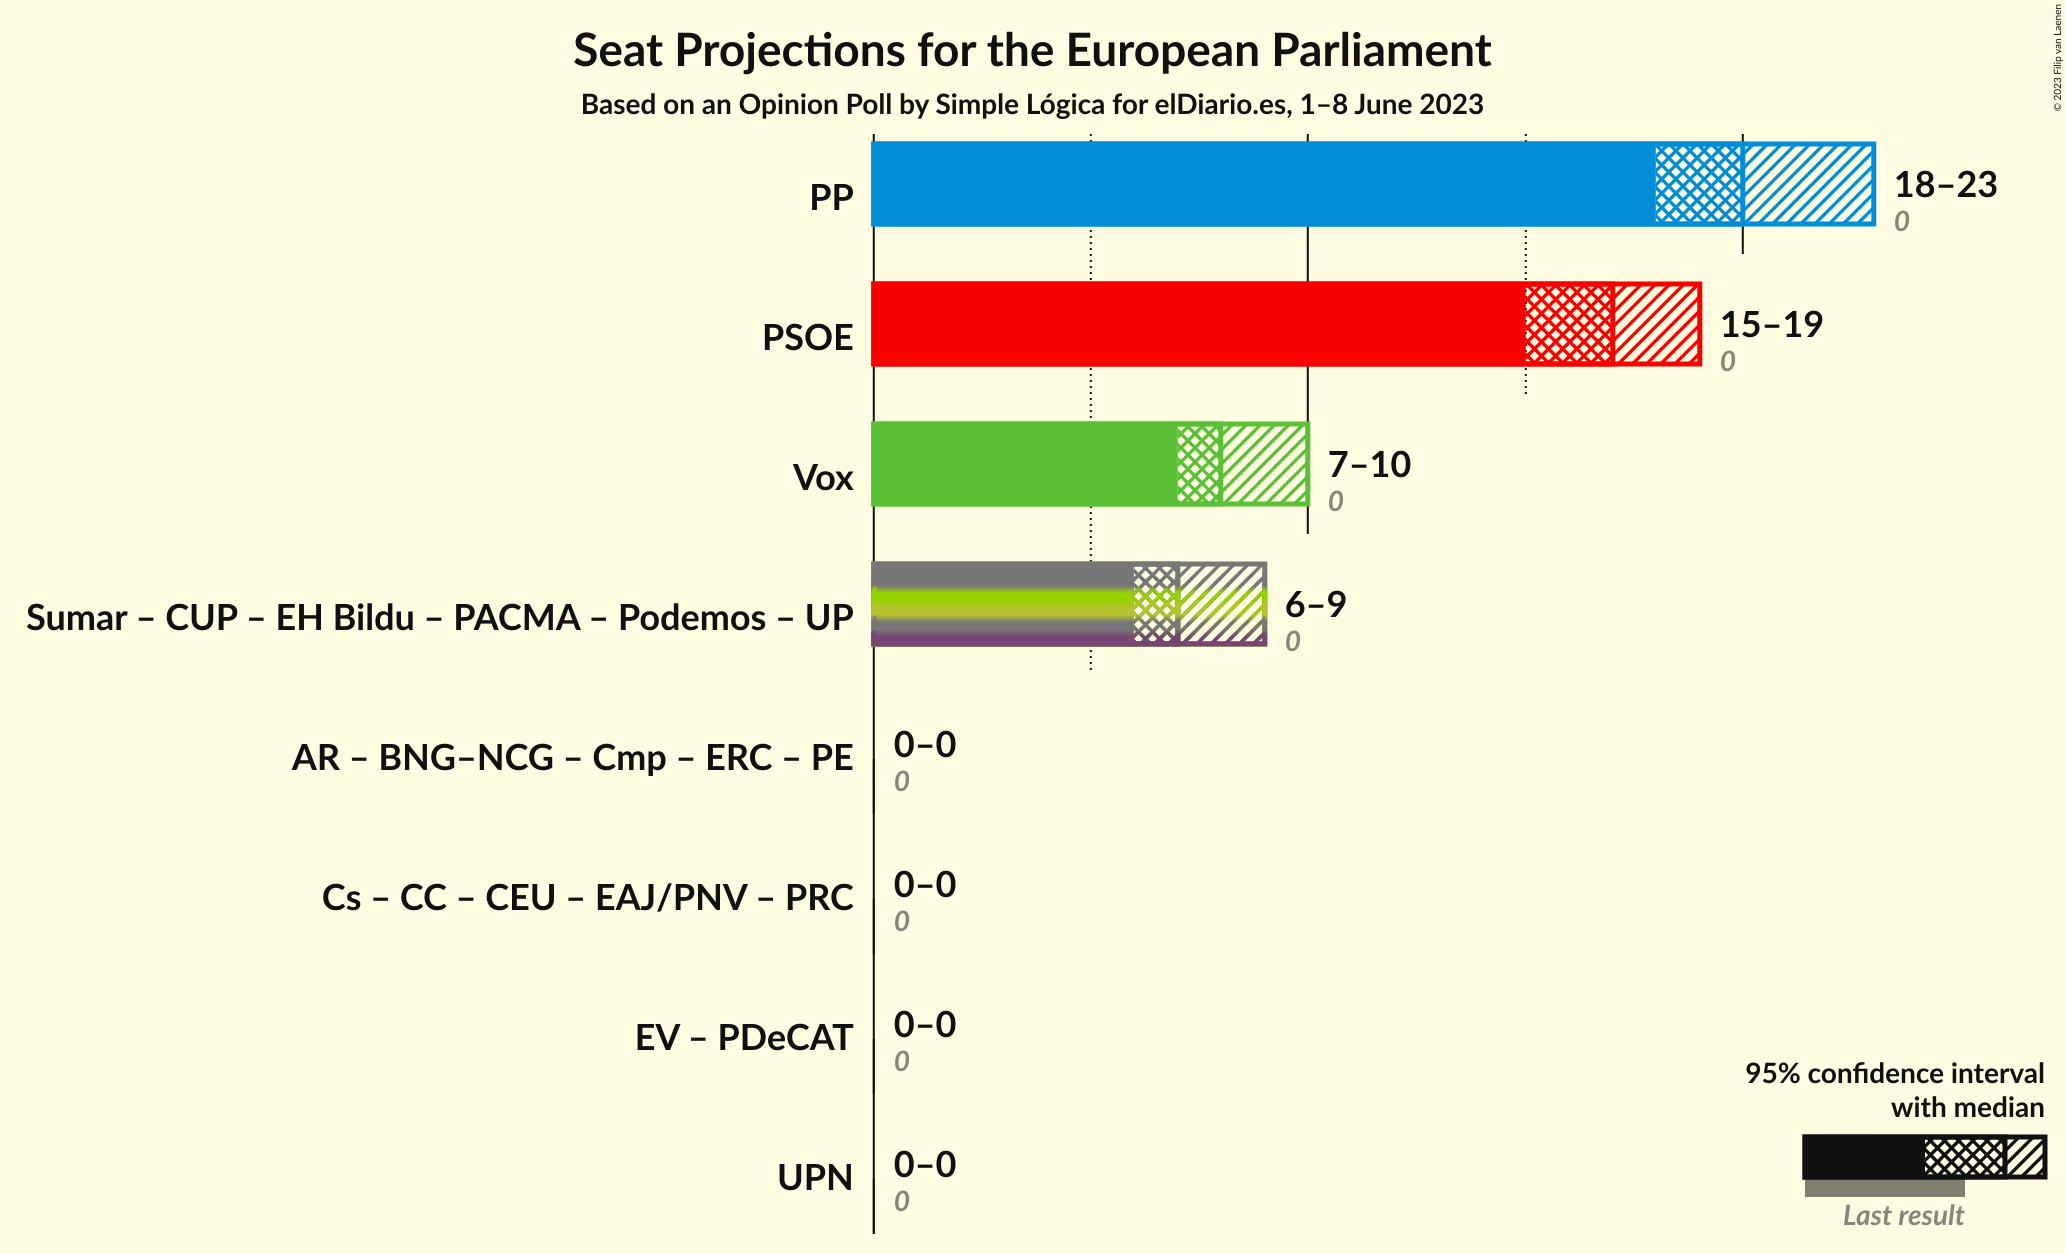 Seat Projections for the European Parliament
Based on an Opinion Poll by Simple Lógica for elDiario.es, 1–8 June 2023
© 2023 Filip van Laenen
PP
18–23
0
PSOE
15–19
0
Vox
7–10
0
Sumar – CUP – EH Bildu – PACMA – Podemos – UP
6–9
0
AR – BNG–NCG – Cmp – ERC – PE
0–0
0
Cs – CC – CEU – EAJ/PNV – PRC
0–0
0
EV – PDeCAT
0–0
0
UPN
0–0
0
95% confidence interval
with median
Last result